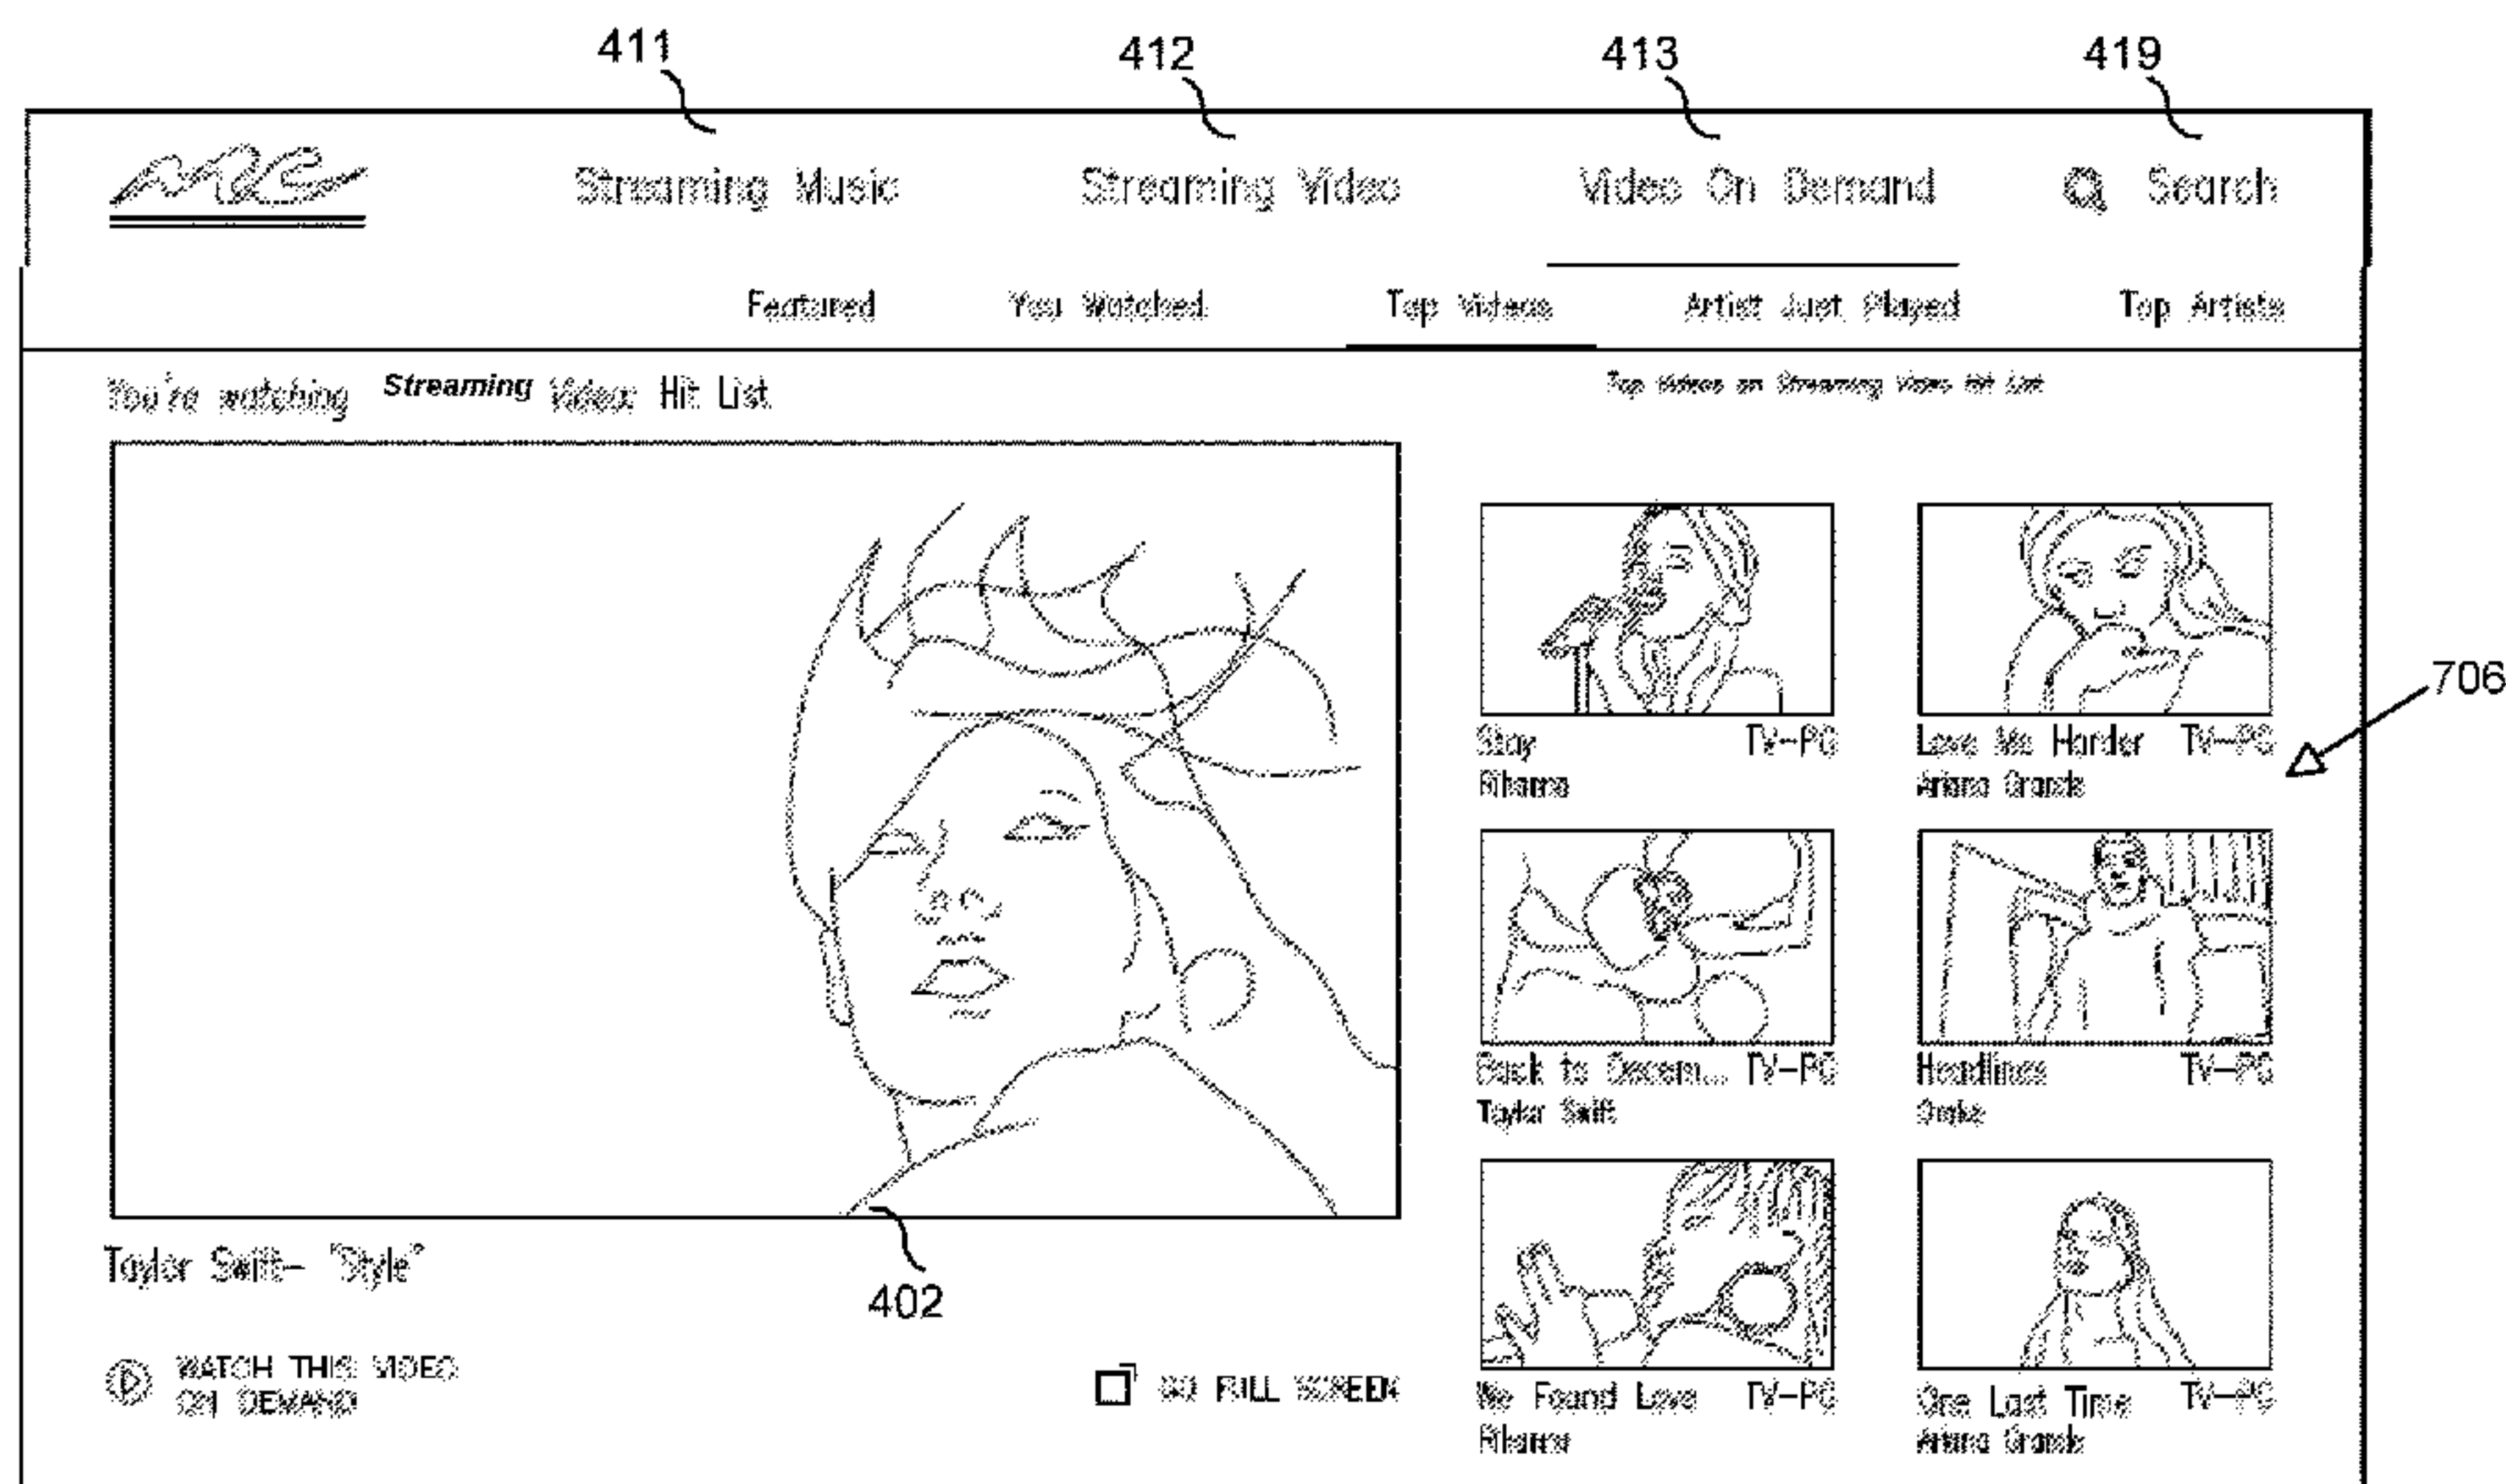 411 412 413 419
Streaming Music Streaming Video Video On Demand Search
Featured You Watched Top Videos Artist Just Played Top Artists
You're watching Streaming Video: Hit List
Top Videos on Streaming Video Hit List
706
Stay TV-PG Love Me Harder TV-PG
Rihanna Ariana Grande
Back to Decem... TV-PG Headlines TV-PG
Taylor Swift Drake
Taylor Swift- "Style"
402
WATCH THIS VIDEO
ON DEMAND
GO FULL SCREEN
We Found Love TV-PG One Last Time TV-PG
Rihanna Ariana Grande